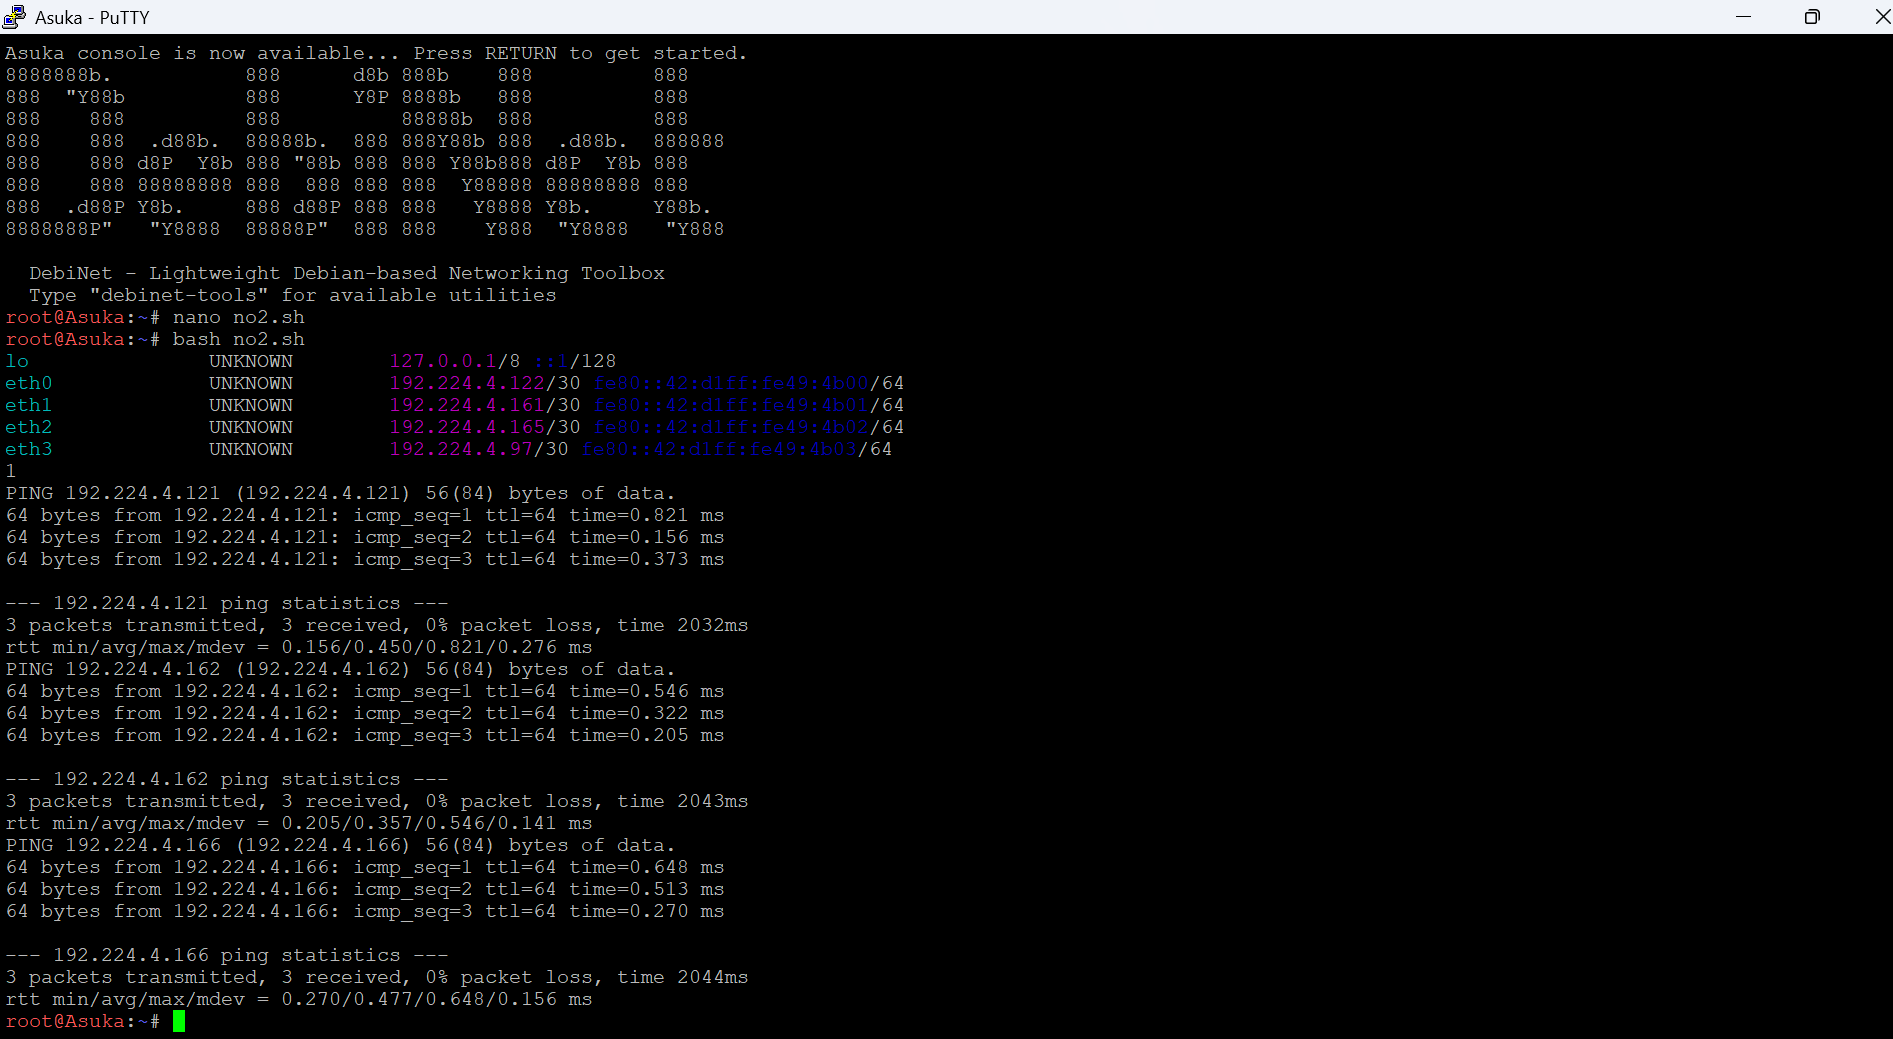 Asuka - PuTTY
Asuka console is now available... Press RETURN to get started.
8888888b.           888      d8b 888b    888          888
888  "Y88b          888      Y8P 8888b   888          888
888    888          888          88888b  888          888
888    888  .d88b.  88888b.  888 888Y88b 888  .d88b.  888888
888    888 d8P  Y8b 888 "88b 888 888 Y88b888 d8P  Y8b 888
888    888 88888888 888  888 888 888  Y88888 88888888 888
888  .d88P Y8b.     888 d88P 888 888   Y8888 Y8b.     Y88b.
8888888P"   "Y8888  88888P"  888 888    Y888  "Y8888   "Y888
DebiNet - Lightweight Debian-based Networking Toolbox
Type "debinet-tools" for available utilities
root@Asuka:~# nano no2.sh
root@Asuka:~# bash no2.sh
lo               UNKNOWN        127.0.0.1/8 ::1/128
eth0             UNKNOWN        192.224.4.122/30 fe80::42:d1ff:fe49:4b00/64
eth1             UNKNOWN        192.224.4.161/30 fe80::42:d1ff:fe49:4b01/64
eth2             UNKNOWN        192.224.4.165/30 fe80::42:d1ff:fe49:4b02/64
eth3             UNKNOWN        192.224.4.97/30 fe80::42:d1ff:fe49:4b03/64
1
PING 192.224.4.121 (192.224.4.121) 56(84) bytes of data.
64 bytes from 192.224.4.121: icmp_seq=1 ttl=64 time=0.821 ms
64 bytes from 192.224.4.121: icmp_seq=2 ttl=64 time=0.156 ms
64 bytes from 192.224.4.121: icmp_seq=3 ttl=64 time=0.373 ms
--- 192.224.4.121 ping statistics ---
3 packets transmitted, 3 received, 0% packet loss, time 2032ms
rtt min/avg/max/mdev = 0.156/0.450/0.821/0.276 ms
PING 192.224.4.162 (192.224.4.162) 56(84) bytes of data.
64 bytes from 192.224.4.162: icmp_seq=1 ttl=64 time=0.546 ms
64 bytes from 192.224.4.162: icmp_seq=2 ttl=64 time=0.322 ms
64 bytes from 192.224.4.162: icmp_seq=3 ttl=64 time=0.205 ms
--- 192.224.4.162 ping statistics ---
3 packets transmitted, 3 received, 0% packet loss, time 2043ms
rtt min/avg/max/mdev = 0.205/0.357/0.546/0.141 ms
PING 192.224.4.166 (192.224.4.166) 56(84) bytes of data.
64 bytes from 192.224.4.166: icmp_seq=1 ttl=64 time=0.648 ms
64 bytes from 192.224.4.166: icmp_seq=2 ttl=64 time=0.513 ms
64 bytes from 192.224.4.166: icmp_seq=3 ttl=64 time=0.270 ms
--- 192.224.4.166 ping statistics ---
3 packets transmitted, 3 received, 0% packet loss, time 2044ms
rtt min/avg/max/mdev = 0.270/0.477/0.648/0.156 ms
root@Asuka:~#